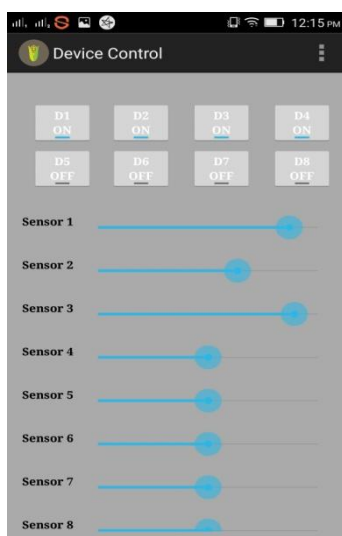 12:15 PM
Device Control
D1 D2 D3 D4
ON ON ON ON
D5 D6 D7 D8
OFF OFF OFF OFF
Sensor 1
Sensor 2
Sensor 3
Sensor 4
Sensor 5
Sensor 6
Sensor 7
Sensor 8